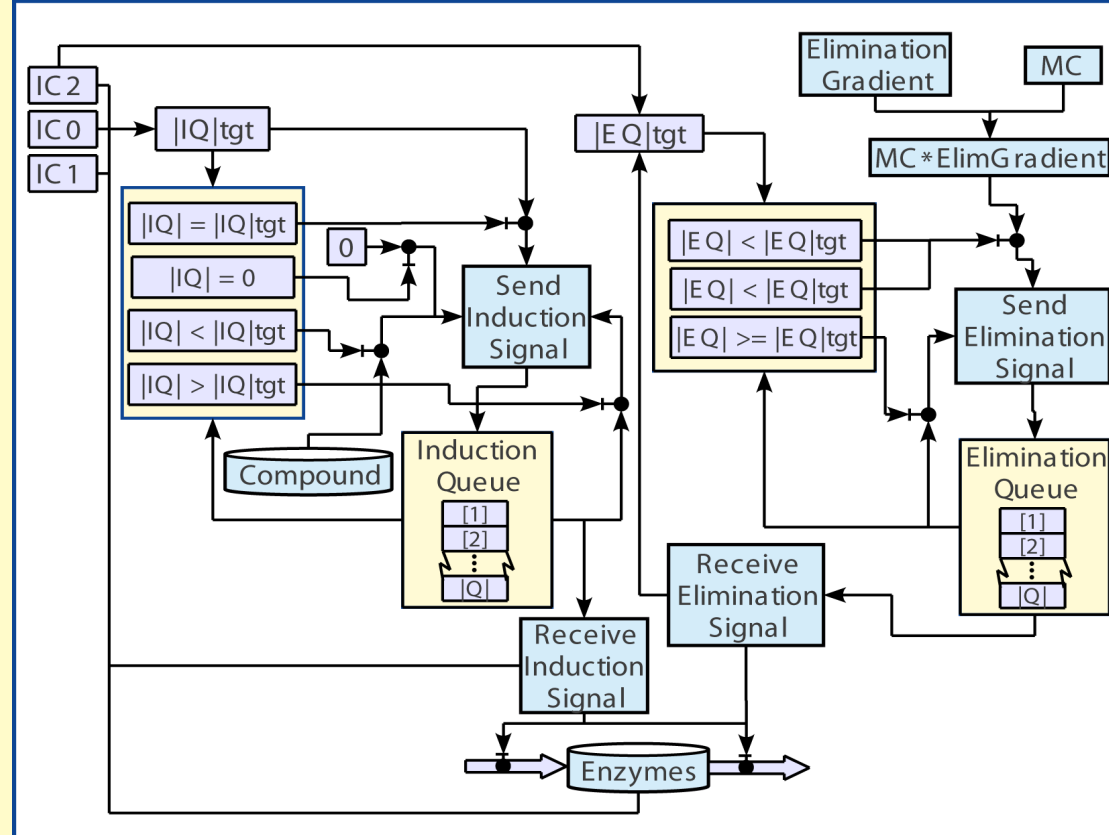 Elimination
Gradient
MC
IC 2
IC 0
IC 1
|IQ|tgt
|E Q|tgt
MC*ElimG radient
|IQ| = |IQ|tgt
|IQ| = 0
|IQ| < |IQ|tgt
|IQ| > |IQ|tgt
0
Send
Induction
Signal
|E Q| < |E Q|tgt
|E Q| < |E Q|tgt
|E Q| >= |E Q|tgt
Send
Elimination
Signal
Compound
Induction
Queue
[1]
[2]
⋮
|Q|
Elimination
Queue
[1]
[2]
⋮
|Q|
Receive
Elimination
Signal
Receive
Induction
Signal
Enzymes